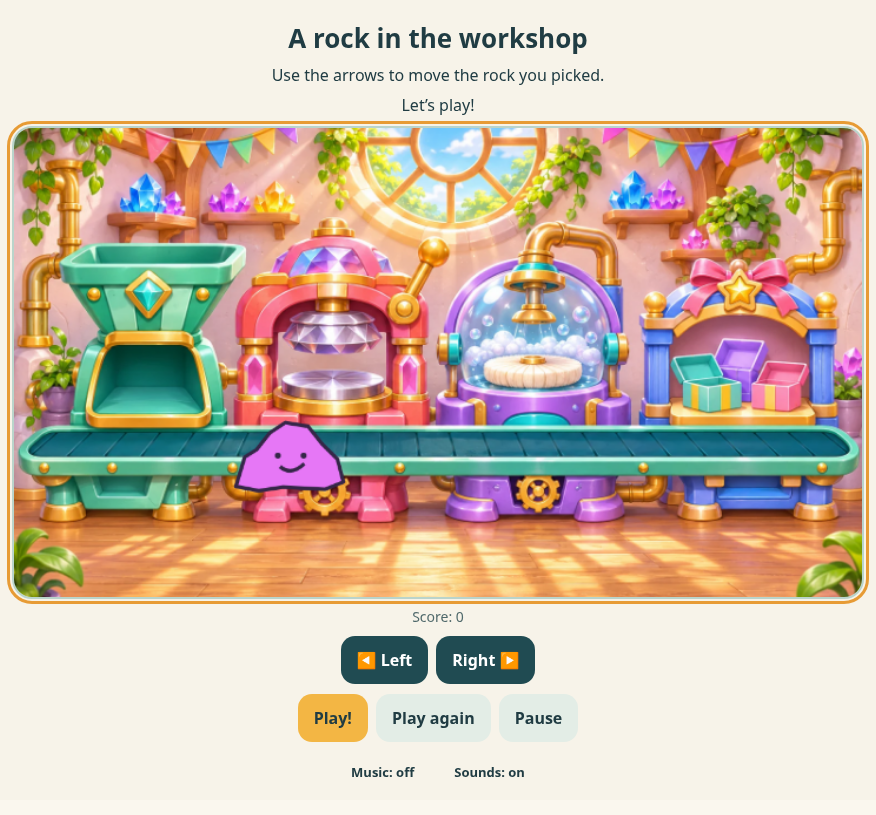 A rock in the workshop
Use the arrows to move the rock you picked.
Let’s play!
Score: 0
◀ Left
Right ▶
Play!
Play again
Pause
Music: off
Sounds: on